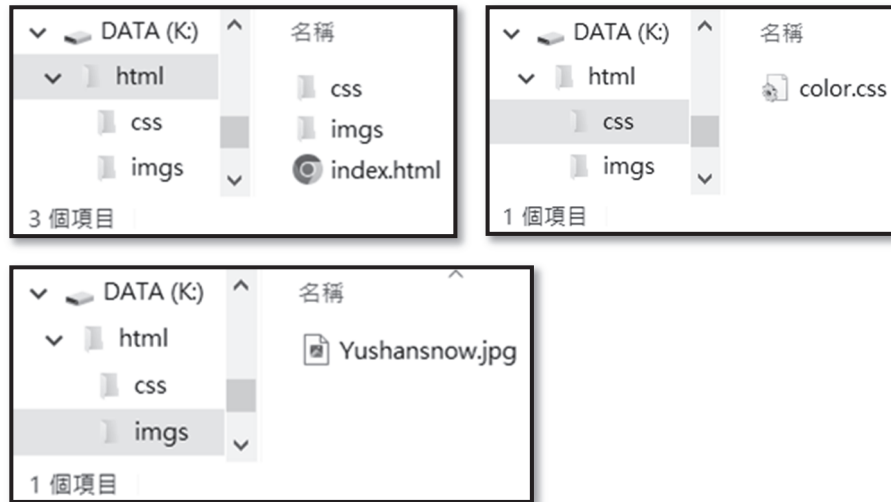 DATA (K:)
html
css
imgs
3 個項目
名稱
css
imgs
index.html
DATA (K:)
html
css
imgs
1 個項目
名稱
color.css
DATA (K:)
html
css
imgs
1 個項目
名稱
Yushansnow.jpg